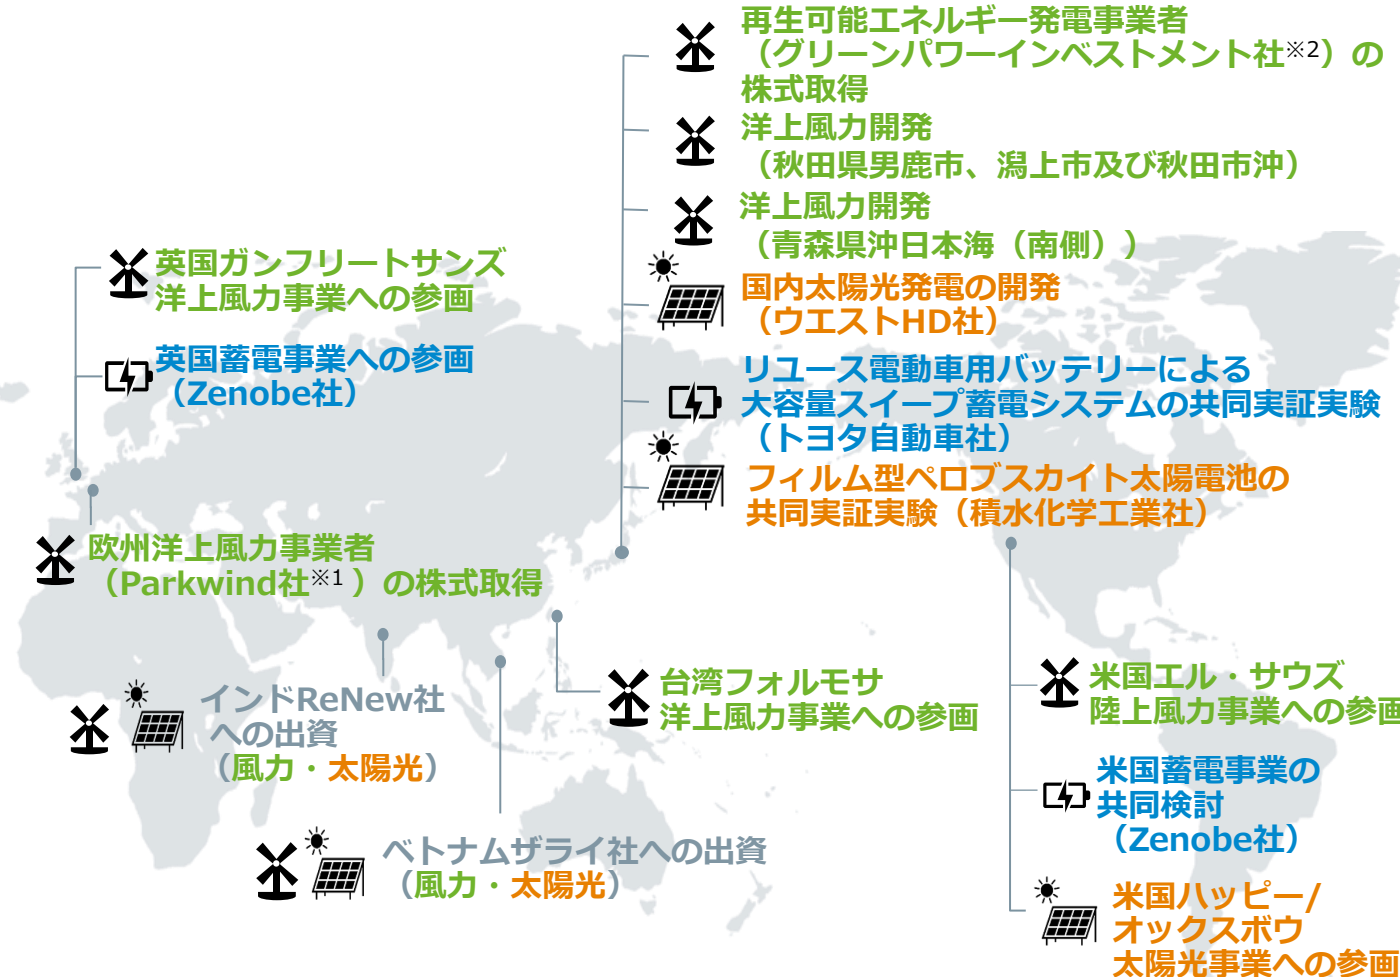 再生可能エネルギー発電事業者
（グリーンパワーインベストメント社※2）の
株式取得
洋上風力開発
（秋田県男鹿市、潟上市及び秋田市沖）
洋上風力開発
（青森県沖日本海（南側））
国内太陽光発電の開発
（ウエストHD社）
リユース電動車用バッテリーによる
大容量スイープ蓄電システムの共同実証実験
（トヨタ自動車社）
フィルム型ペロブスカイト太陽電池の
共同実証実験（積水化学工業社）
英国ガンフリートサンズ
洋上風力事業への参画
英国蓄電事業への参画
（Zenobe社）
欧州洋上風力事業者
（Parkwind社※1 ）の株式取得
インドReNew社
への出資
（風力・太陽光）
ベトナムザライ社への出資
（風力・太陽光）
台湾フォルモサ
洋上風力事業への参画
米国エル・サウズ
陸上風力事業への参画
米国蓄電事業の
共同検討
（Zenobe社）
米国ハッピー/
オックスボウ
太陽光事業への参画